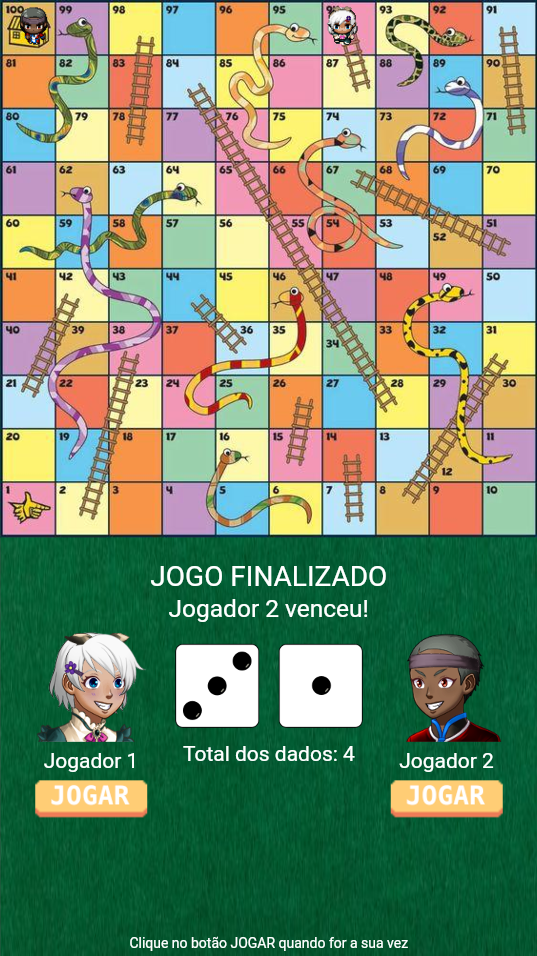 100 99 98 97 96 95 93 92 91
81 82 83 84 85 86 87 88 89 90
80 79 78 77 76 75 74 73 72 71
61 62 63 64 65 66 67 68 69 70
60 59 58 57 56 55 54 53 52 51
41 42 43 44 45 46 47 48 49 50
40 39 38 37 36 35 34 33 32 31
21 22 23 24 25 26 27 28 29 30
20 19 18 17 16 15 14 13 12 11
1 2 3 4 5 6 7 8 9 10
JOGO FINALIZADO
Jogador 2 venceu!
Total dos dados: 4
Jogador 1 Jogador 2
JOGAR JOGAR
Clique no botão JOGAR quando for a sua vez